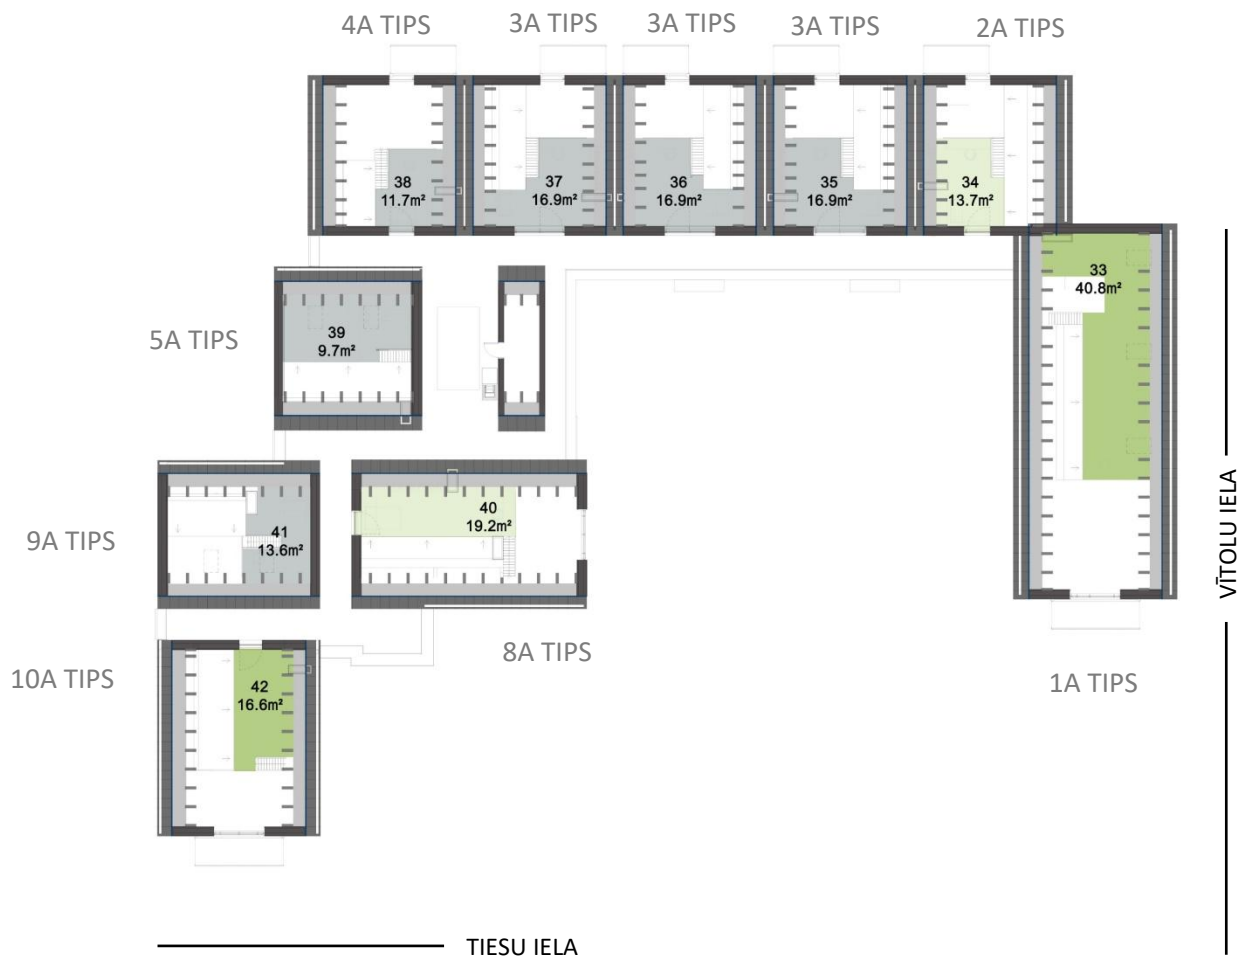 4A TIPS
3A TIPS
3A TIPS
3A TIPS
2A TIPS
38
11.7m²
37
16.9m²
36
16.9m²
35
16.9m²
34
13.7m²
33
40.8m²
5A TIPS
39
9.7m²
9A TIPS
41
13.6m²
40
19.2m²
VĪTOLU IELA
10A TIPS
42
16.6m²
8A TIPS
1A TIPS
TIESU IELA